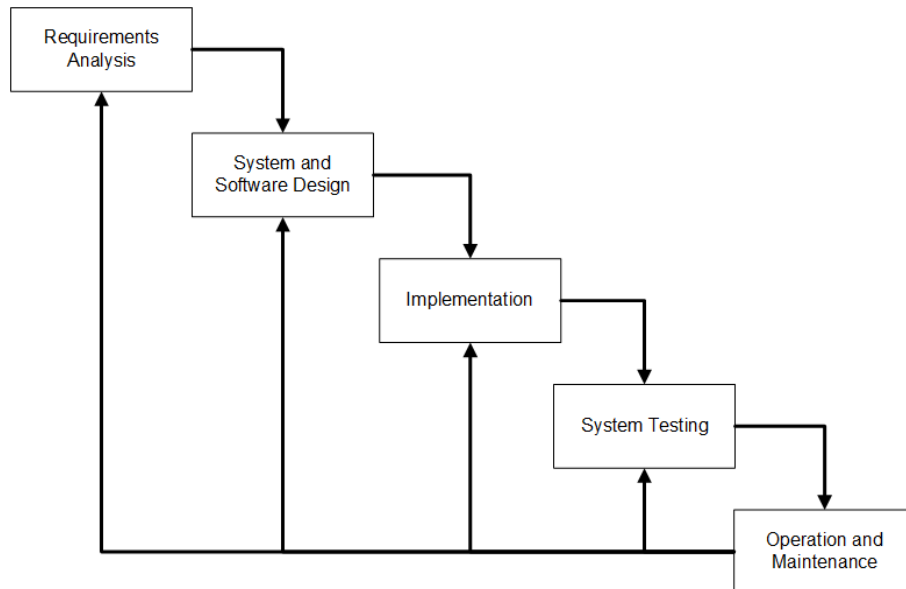 Requirements
Analysis
System and
Software Design
Implementation
System Testing
Operation and
Maintenance